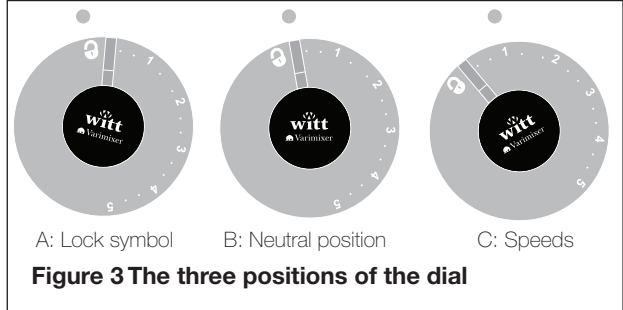 1 2 3 4 5
witt
Varimixer
1 2 3 4 5
witt
Varimixer
1 2 3 4 5
witt
Varimixer
A: Lock symbol B: Neutral position C: Speeds
Figure 3 The three positions of the dial